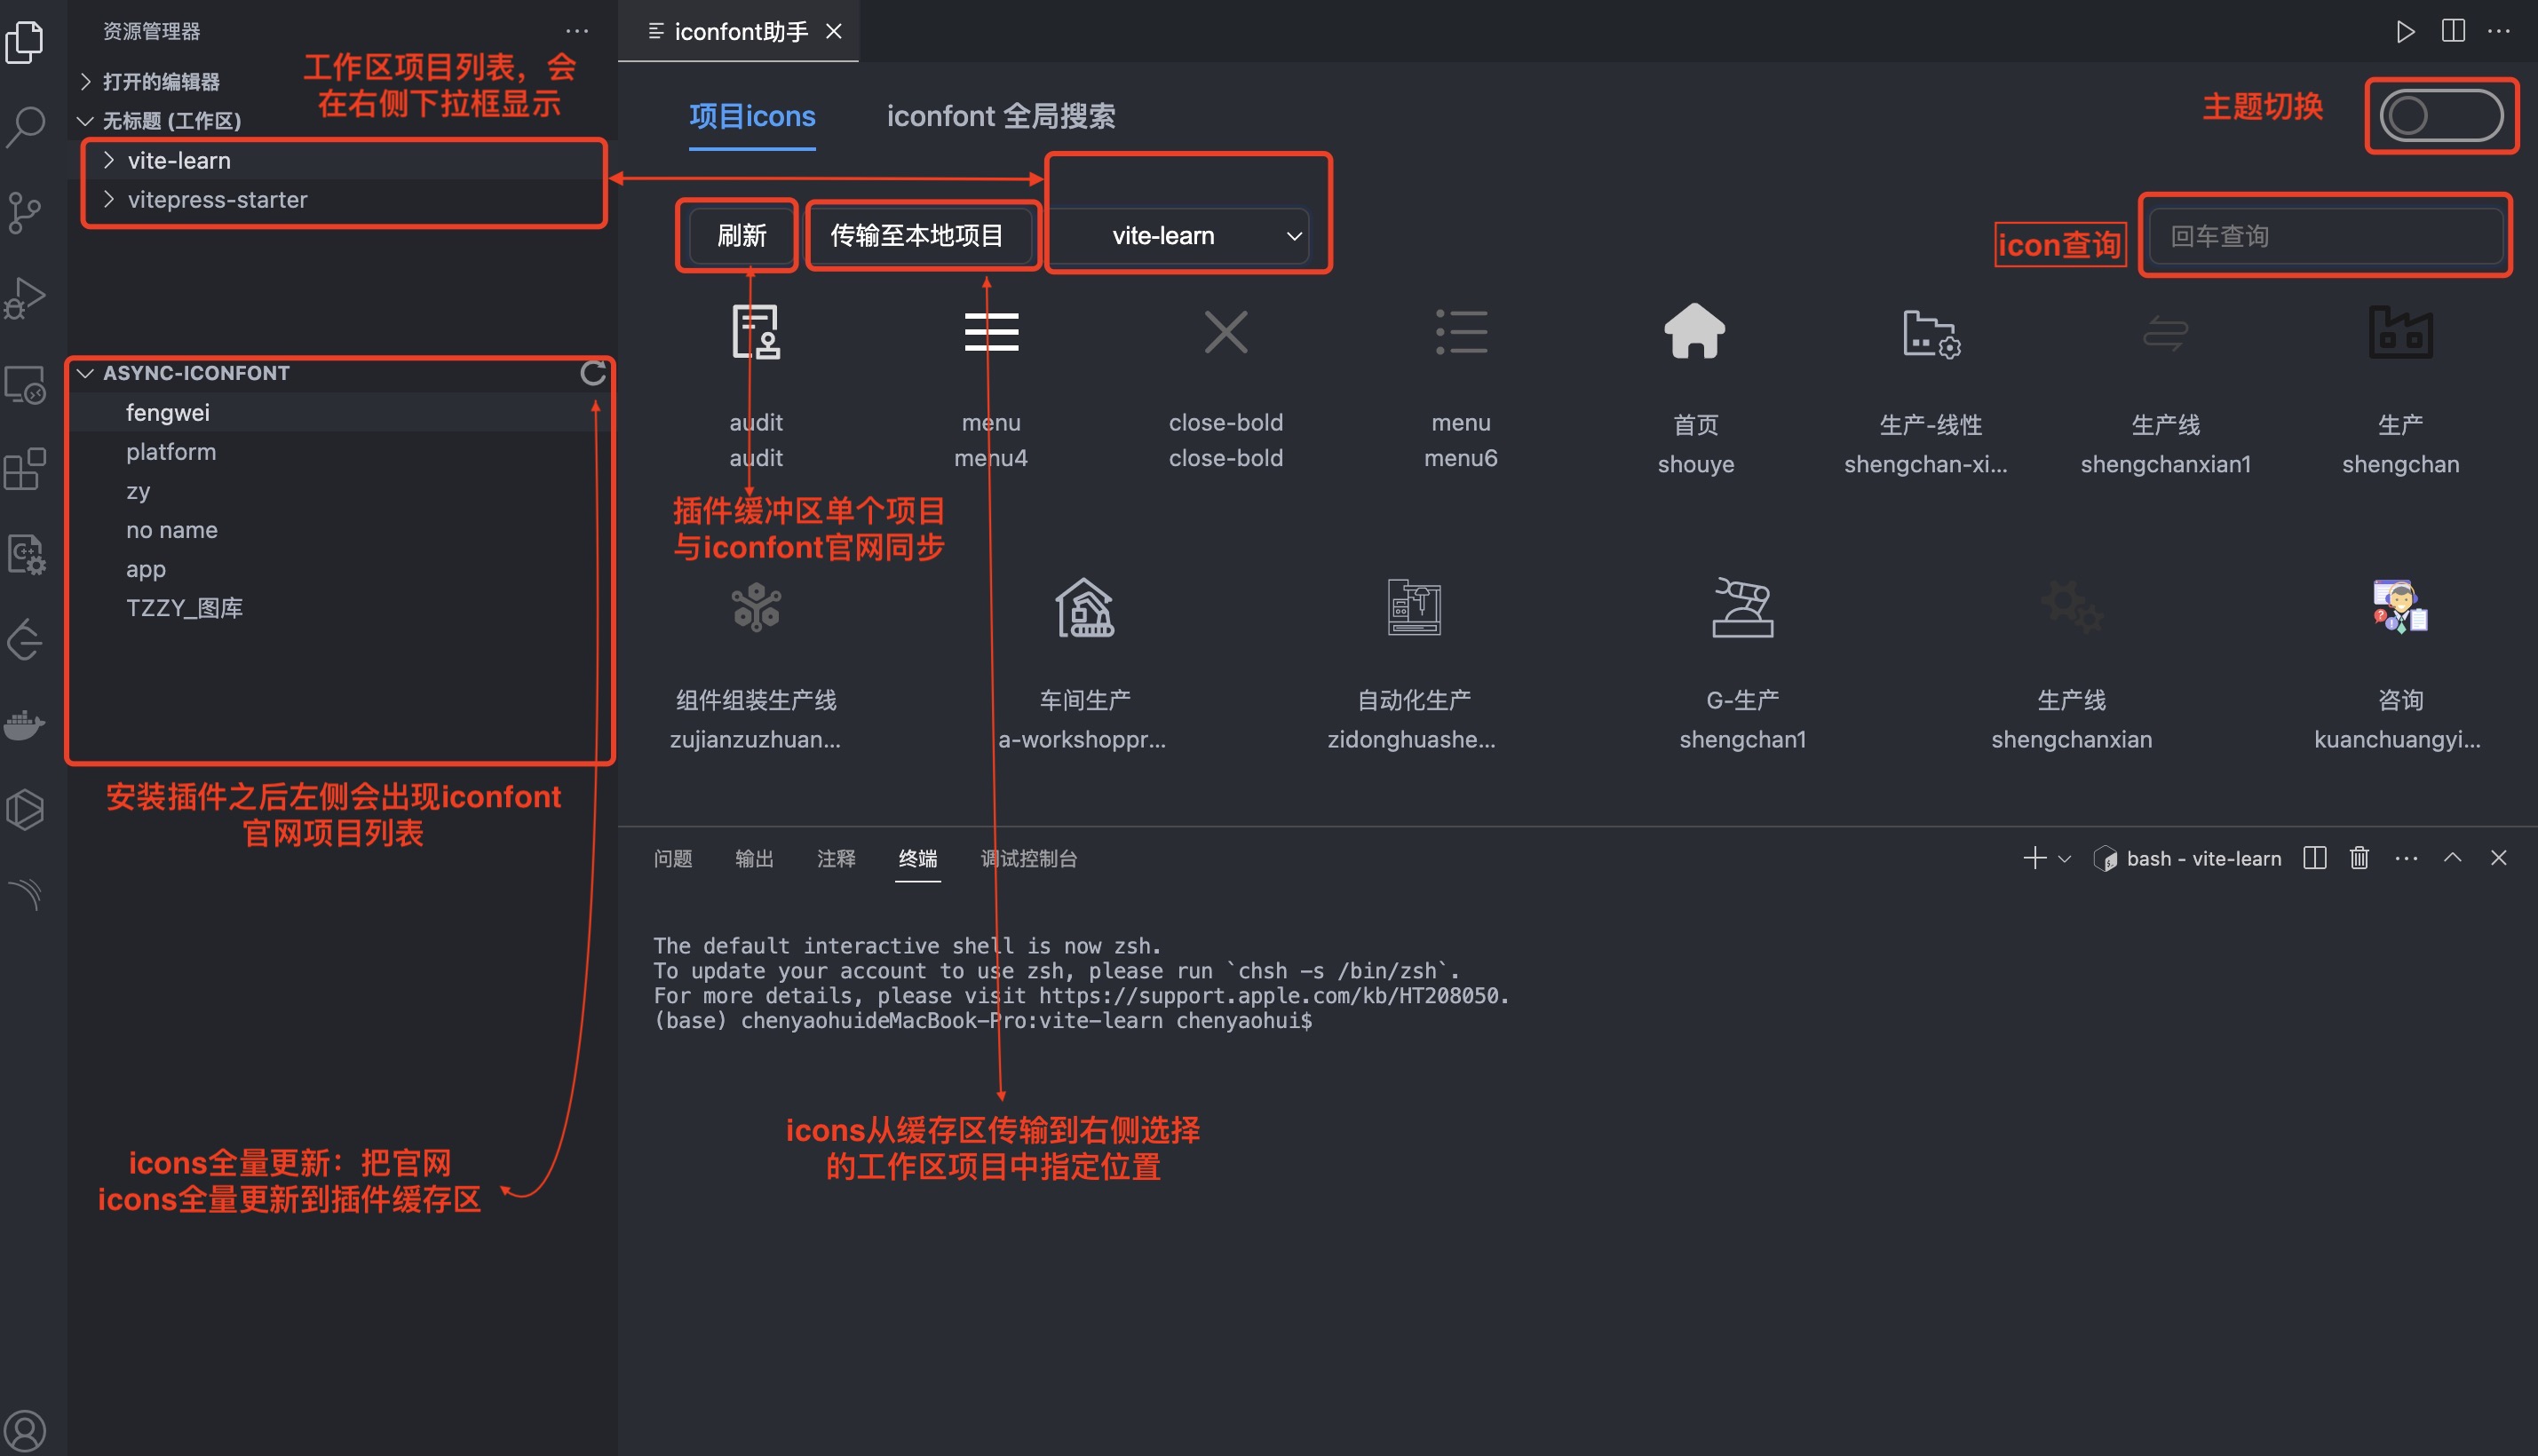 资源管理器
iconfont助手
工作区项目列表，会
在右侧下拉框显示
打开的编辑器
无标题 (工作区)
vite-learn
vitepress-starter
项目icons
iconfont 全局搜索
主题切换
刷新
传输至本地项目
vite-learn
icon查询
回车查询
ASYNC-ICONFONT
fengwei
platform
zy
no name
app
TZZY_图库
audit
audit
menu
menu4
close-bold
close-bold
menu
menu6
首页
shouye
生产-线性
shengchan-xi...
生产线
shengchanxian1
生产
shengchan
插件缓冲区单个项目
与iconfont官网同步
组件组装生产线
zujianzuzhuan...
车间生产
a-workshoppr...
自动化生产
zidonghuashe...
G-生产
shengchan1
生产线
shengchanxian
咨询
kuanchuangyi...
安装插件之后左侧会出现iconfont
官网项目列表
问题
输出
注释
终端
调试控制台
bash - vite-learn
The default interactive shell is now zsh.
To update your account to use zsh, please run `chsh -s /bin/zsh`.
For more details, please visit https://support.apple.com/kb/HT208050.
(base) chenyaohuideMacBook-Pro:vite-learn chenyaohui$
icons从缓存区传输到右侧选择
的工作区项目中指定位置
icons全量更新：把官网
icons全量更新到插件缓存区